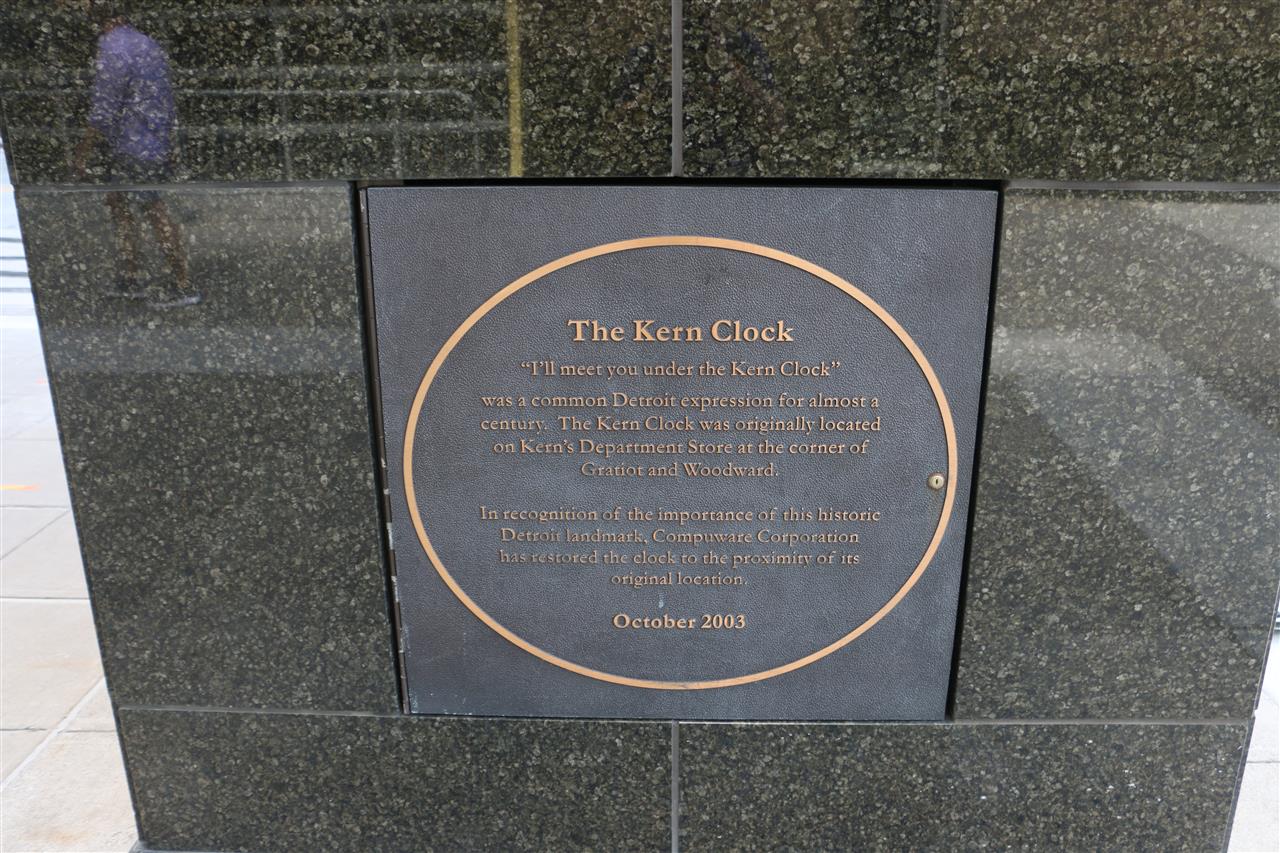 The Kern Clock
“I’ll meet you under the Kern Clock”
was a common Detroit expression for almost a
century. The Kern Clock was originally located
on Kern’s Department Store at the corner of
Gratiot and Woodward.
In recognition of the importance of this historic
Detroit landmark, Compuware Corporation
has restored the clock to the proximity of its
original location.
October 2003